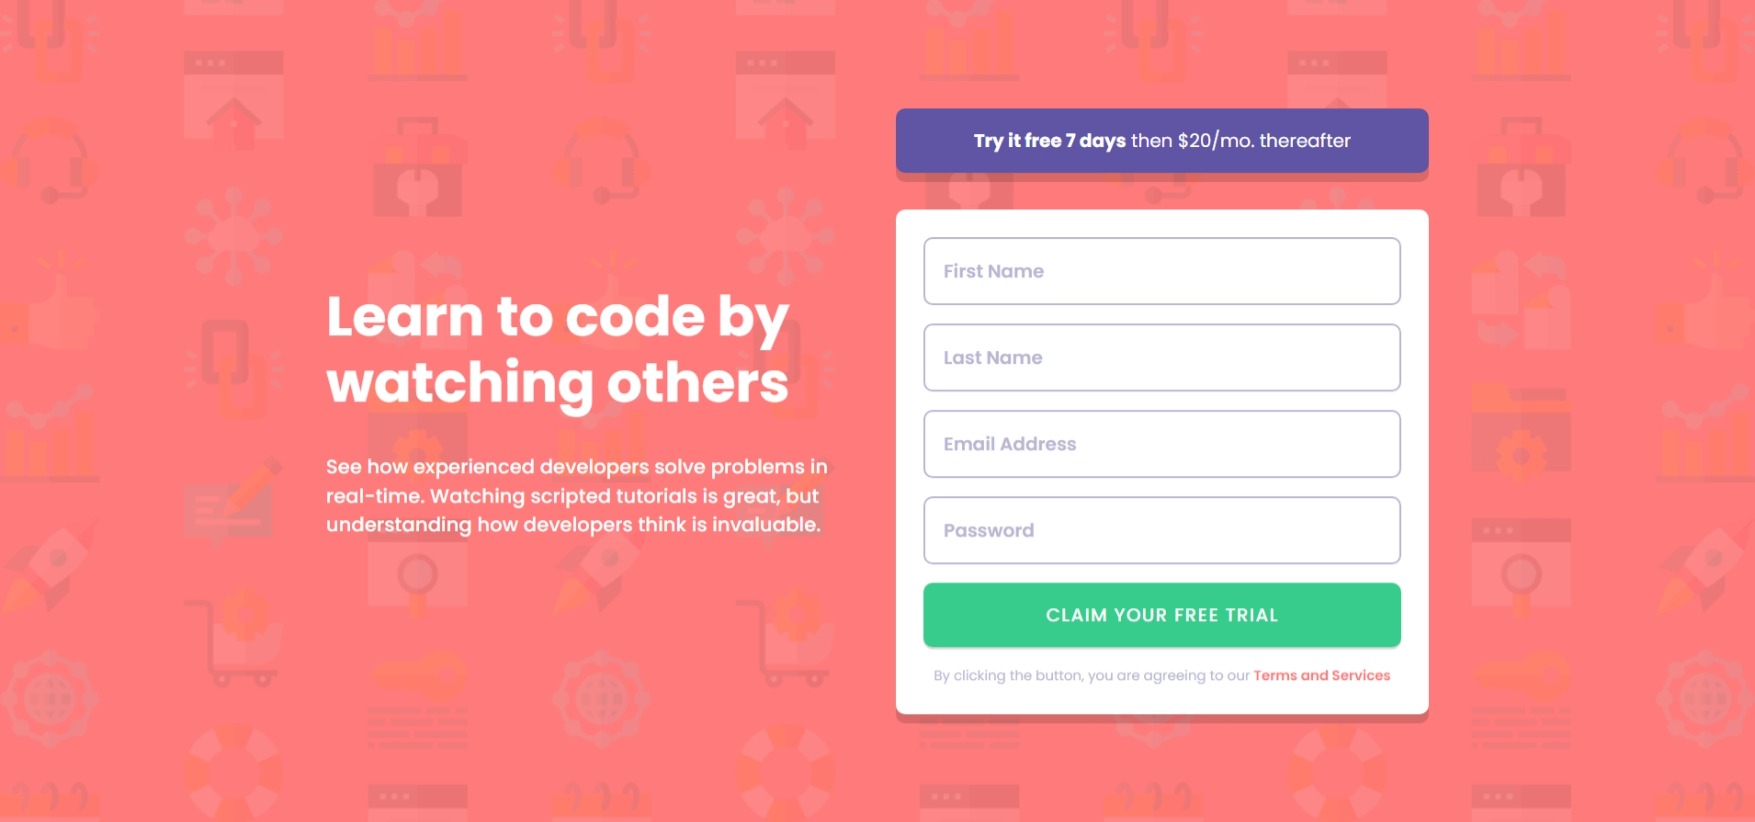 Learn to code by
watching others
See how experienced developers solve problems in
real-time. Watching scripted tutorials is great, but
understanding how developers think is invaluable.
Try it free 7 days then $20/mo. thereafter
First Name
Last Name
Email Address
Password
CLAIM YOUR FREE TRIAL
By clicking the button, you are agreeing to our Terms and Services